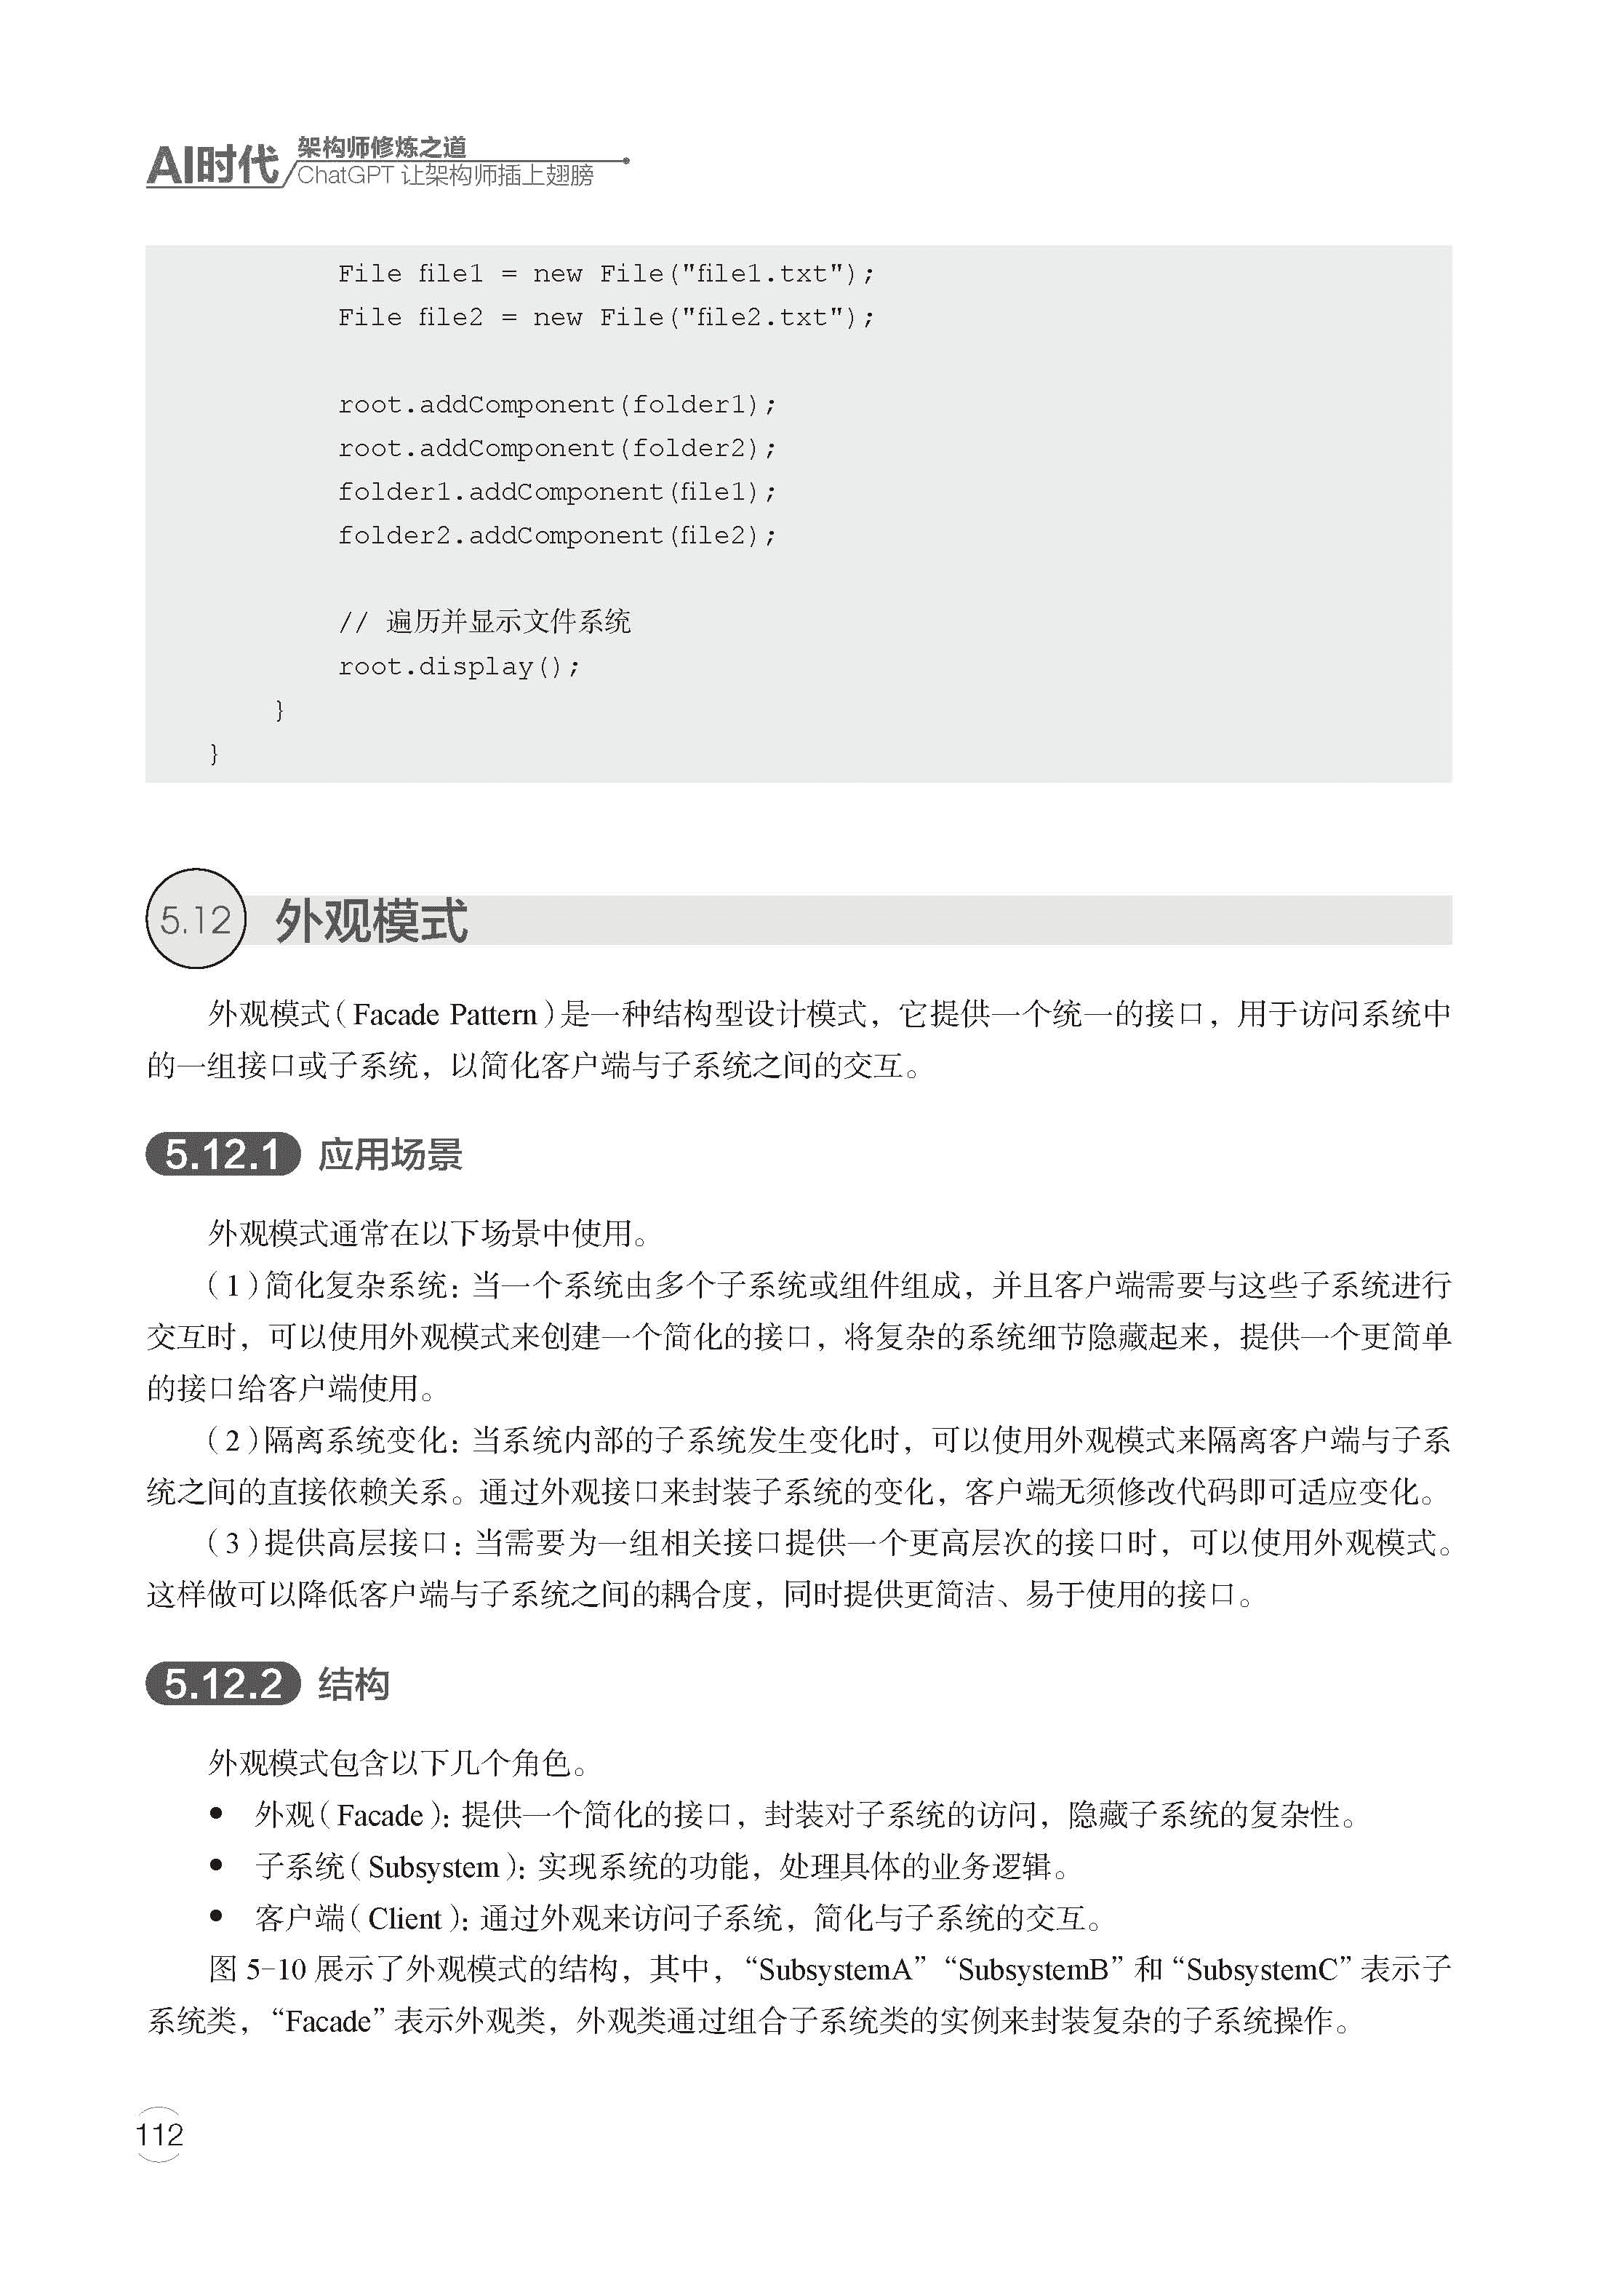 AI时代
架构师修炼之道
ChatGPT 让架构师插上翅膀
File file1 = new File("file1.txt");
File file2 = new File("file2.txt");
root.addComponent(folder1);
root.addComponent(folder2);
folder1.addComponent(file1);
folder2.addComponent(file2);
// 遍历并显示文件系统
root.display();
}
}
5.12 外观模式
外观模式（Facade Pattern）是一种结构型设计模式，它提供一个统一的接口，用于访问系统中
的一组接口或子系统，以简化客户端与子系统之间的交互。
5.12.1 应用场景
外观模式通常在以下场景中使用。
（1）简化复杂系统：当一个系统由多个子系统或组件组成，并且客户端需要与这些子系统进行
交互时，可以使用外观模式来创建一个简化的接口，将复杂的系统细节隐藏起来，提供一个更简单
的接口给客户端使用。
（2）隔离系统变化：当系统内部的子系统发生变化时，可以使用外观模式来隔离客户端与子系
统之间的直接依赖关系。通过外观接口来封装子系统的变化，客户端无须修改代码即可适应变化。
（3）提供高层接口：当需要为一组相关接口提供一个更高层次的接口时，可以使用外观模式。
这样做可以降低客户端与子系统之间的耦合度，同时提供更简洁、易于使用的接口。
5.12.2 结构
外观模式包含以下几个角色。
● 外观（Facade）：提供一个简化的接口，封装对子系统的访问，隐藏子系统的复杂性。
● 子系统（Subsystem）：实现系统的功能，处理具体的业务逻辑。
● 客户端（Client）：通过外观来访问子系统，简化与子系统的交互。
图 5-10 展示了外观模式的结构，其中，“SubsystemA”“SubsystemB”和“SubsystemC”表示子
系统类，“Facade”表示外观类，外观类通过组合子系统类的实例来封装复杂的子系统操作。
112